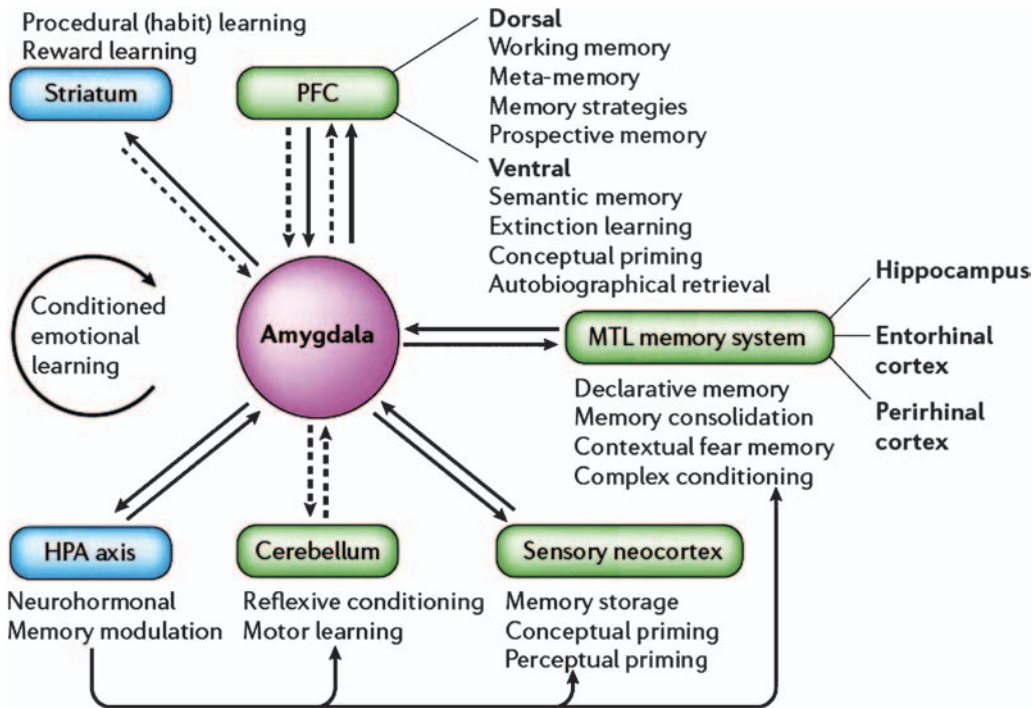 Procedural (habit) learning
Reward learning
Striatum
PFC
Dorsal
Working memory
Meta-memory
Memory strategies
Prospective memory
Ventral
Semantic memory
Extinction learning
Conceptual priming
Autobiographical retrieval
Conditioned
emotional
learning
Amygdala
MTL memory system
Hippocampus
Entorhinal
cortex
Perirhinal
cortex
Declarative memory
Memory consolidation
Contextual fear memory
Complex conditioning
HPA axis
Neurohormonal
Memory modulation
Cerebellum
Reflexive conditioning
Motor learning
Sensory neocortex
Memory storage
Conceptual priming
Perceptual priming